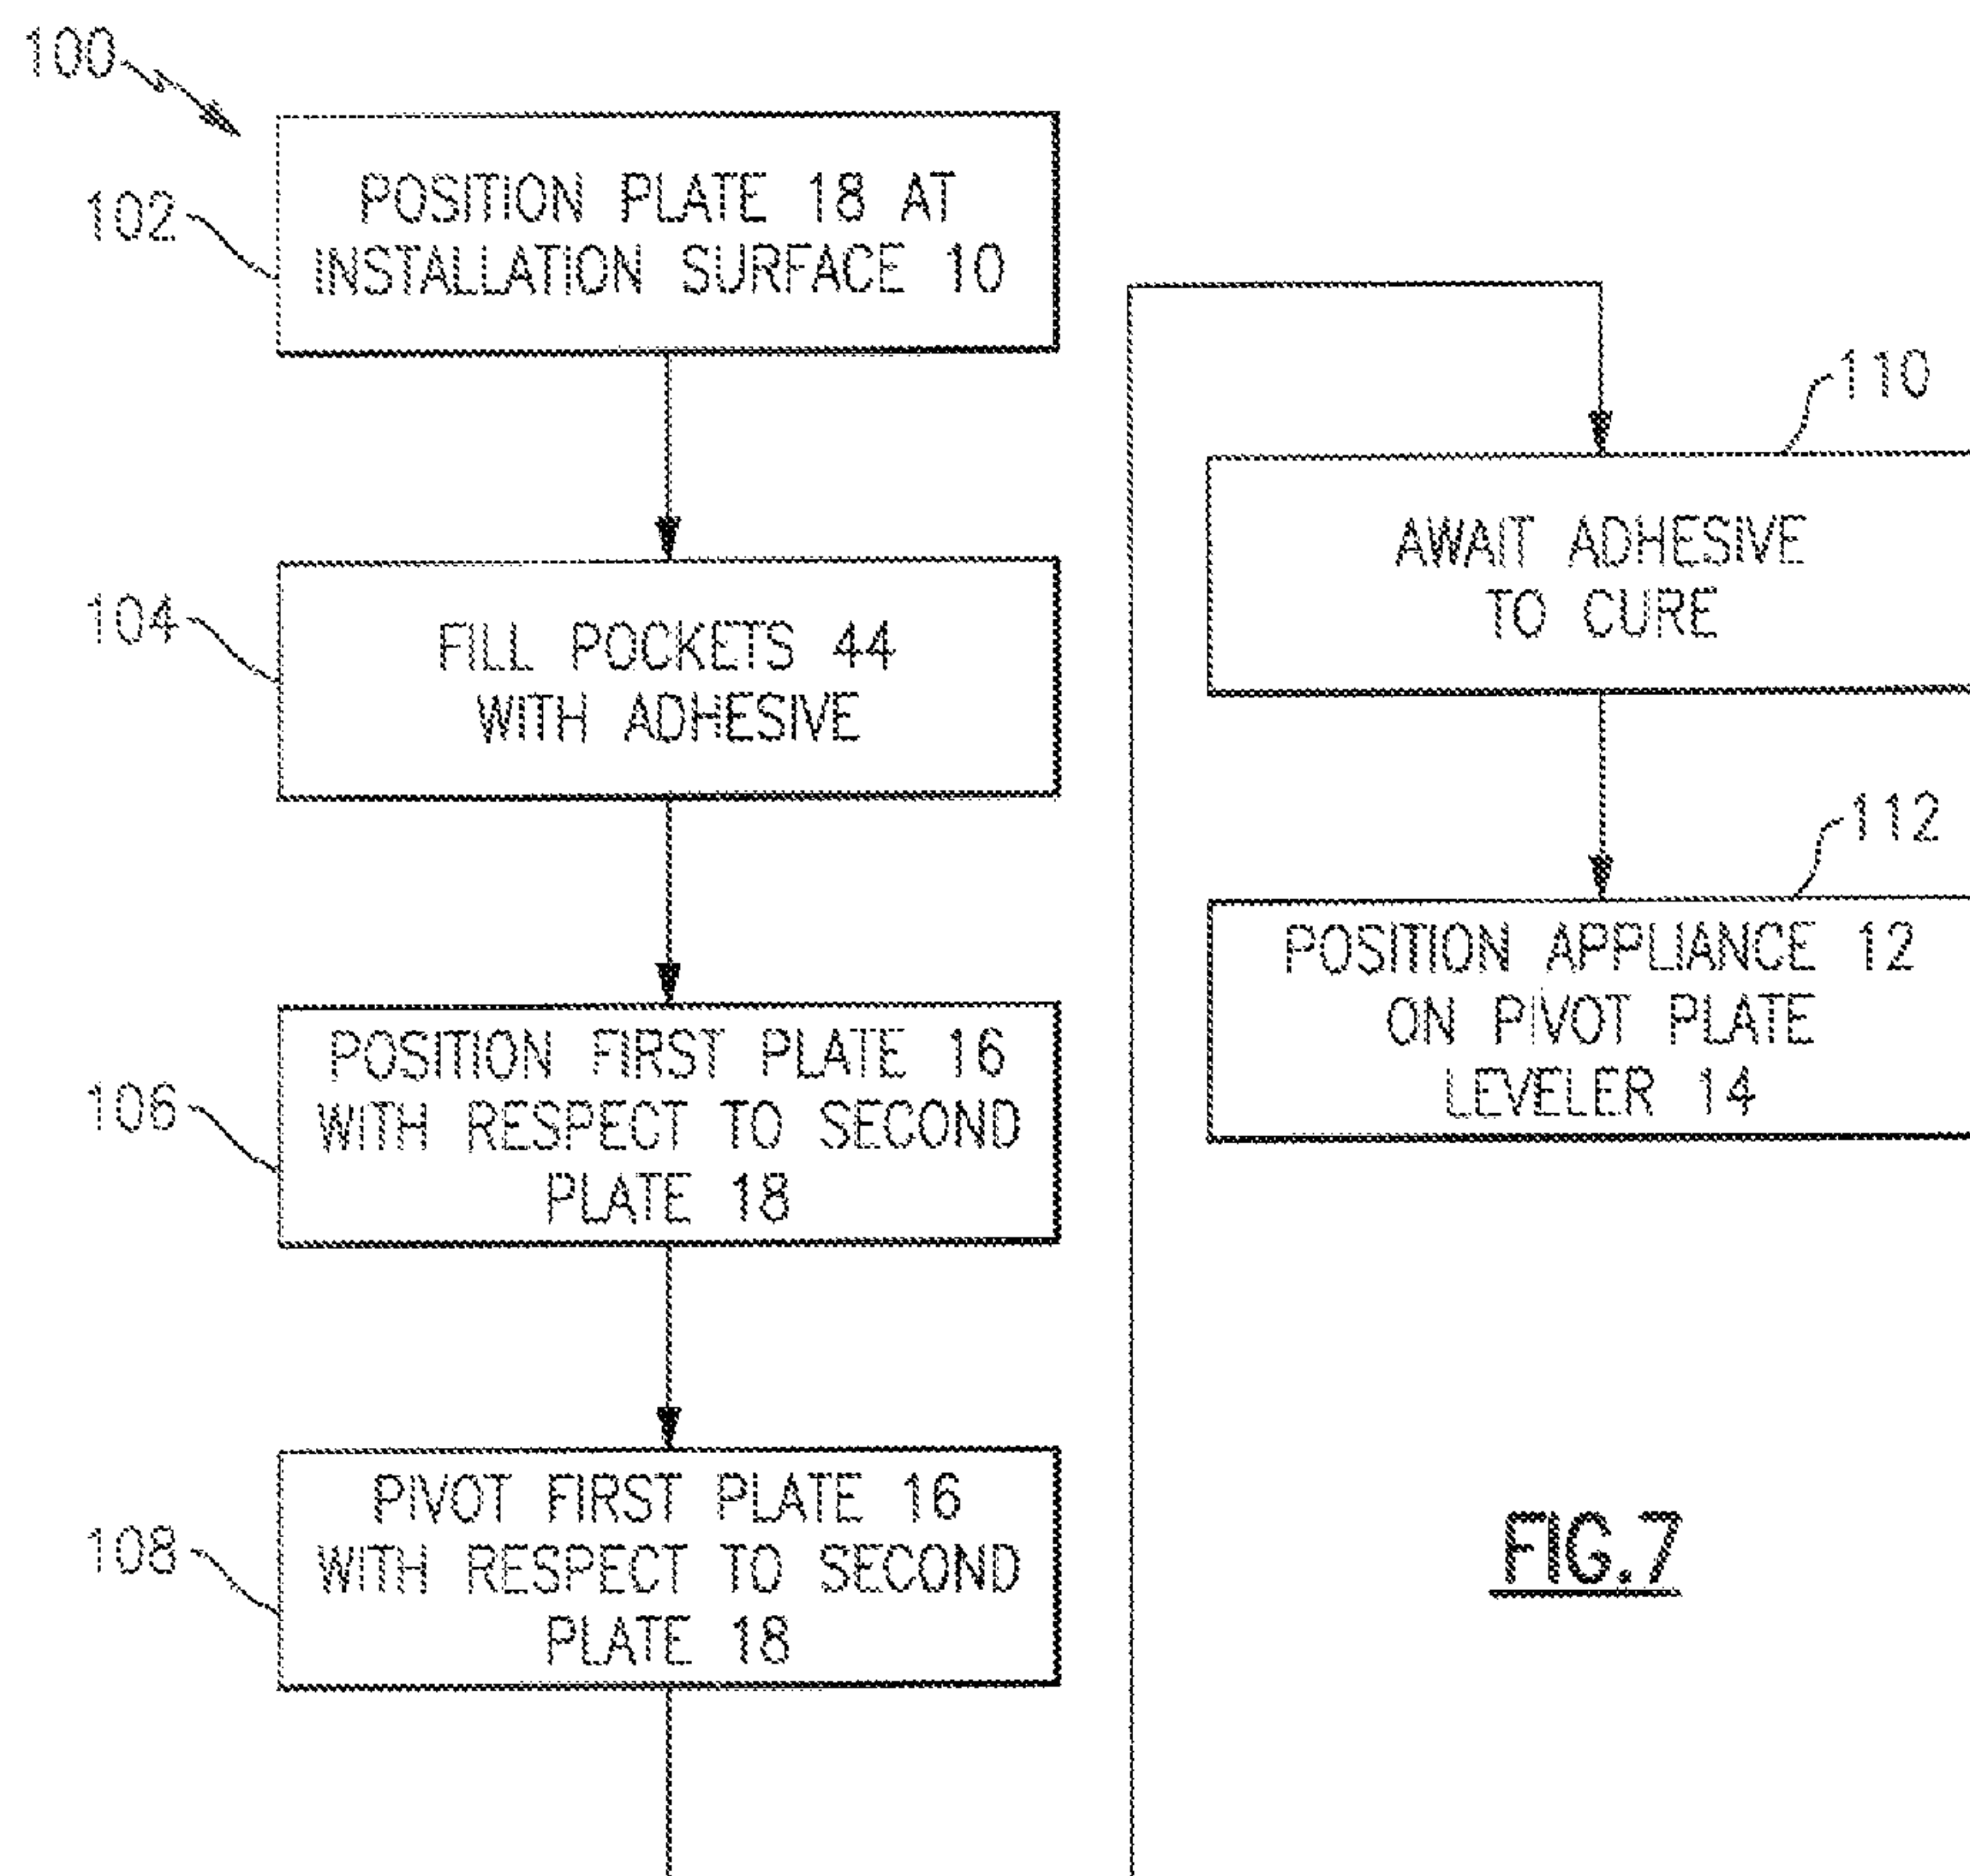 100
102
POSITION PLATE 18 AT
INSTALLATION SURFACE 10
104
FILL POCKETS 44
WITH ADHESIVE
106
POSITION FIRST PLATE 16
WITH RESPECT TO SECOND
PLATE 18
108
PIVOT FIRST PLATE 16
WITH RESPECT TO SECOND
PLATE 18
110
AWAIT ADHESIVE
TO CURE
112
POSITION APPLIANCE 12
ON PIVOT PLATE
LEVELER 14
FIG.7